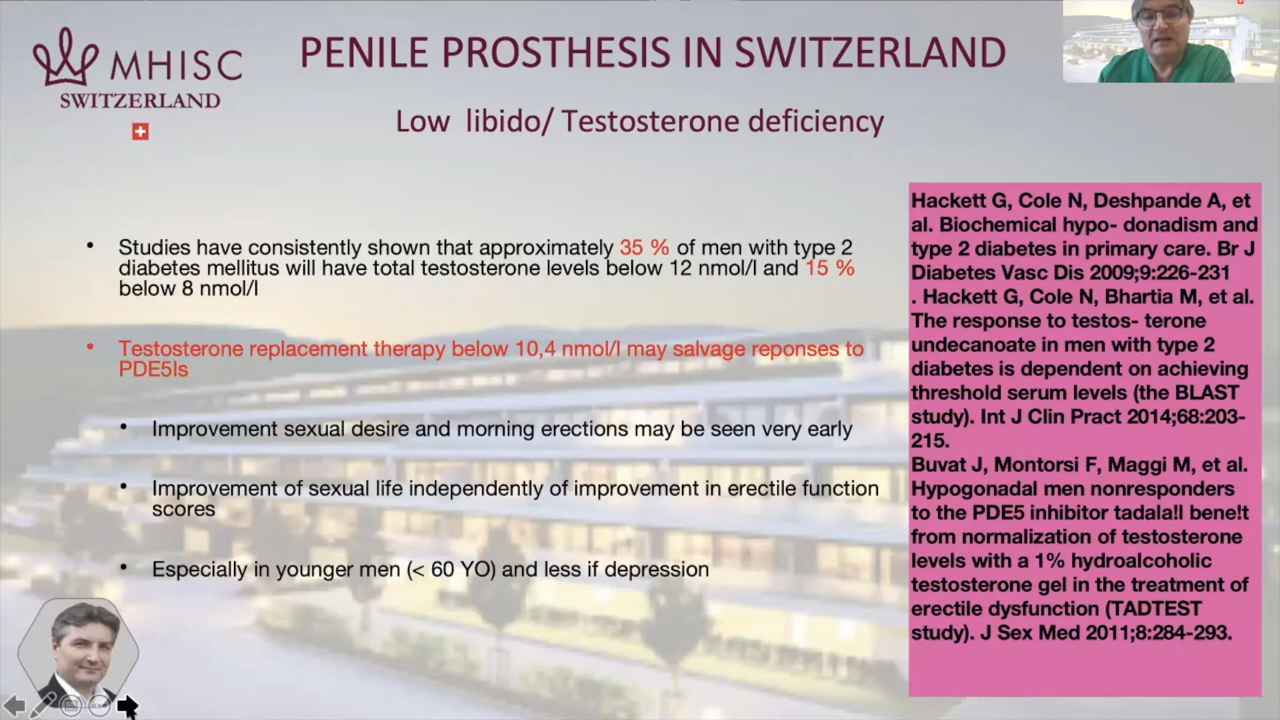 MHISC
SWITZERLAND
PENILE PROSTHESIS IN SWITZERLAND
Low libido/ Testosterone deficiency
• Studies have consistently shown that approximately 35 % of men with type 2
diabetes mellitus will have total testosterone levels below 12 nmol/l and 15 %
below 8 nmol/l
• Testosterone replacement therapy below 10,4 nmol/l may salvage reponses to
PDE5Is
• Improvement sexual desire and morning erections may be seen very early
• Improvement of sexual life independently of improvement in erectile function
scores
• Especially in younger men (< 60 YO) and less if depression
Hackett G, Cole N, Deshpande A, et
al. Biochemical hypo- donadism and
type 2 diabetes in primary care. Br J
Diabetes Vasc Dis 2009;9:226-231
. Hackett G, Cole N, Bhartia M, et al.
The response to testos- terone
undecanoate in men with type 2
diabetes is dependent on achieving
threshold serum levels (the BLAST
study). Int J Clin Pract 2014;68:203-
215.
Buvat J, Montorsi F, Maggi M, et al.
Hypogonadal men nonresponders
to the PDE5 inhibitor tadala!l bene!t
from normalization of testosterone
levels with a 1% hydroalcoholic
testosterone gel in the treatment of
erectile dysfunction (TADTEST
study). J Sex Med 2011;8:284-293.